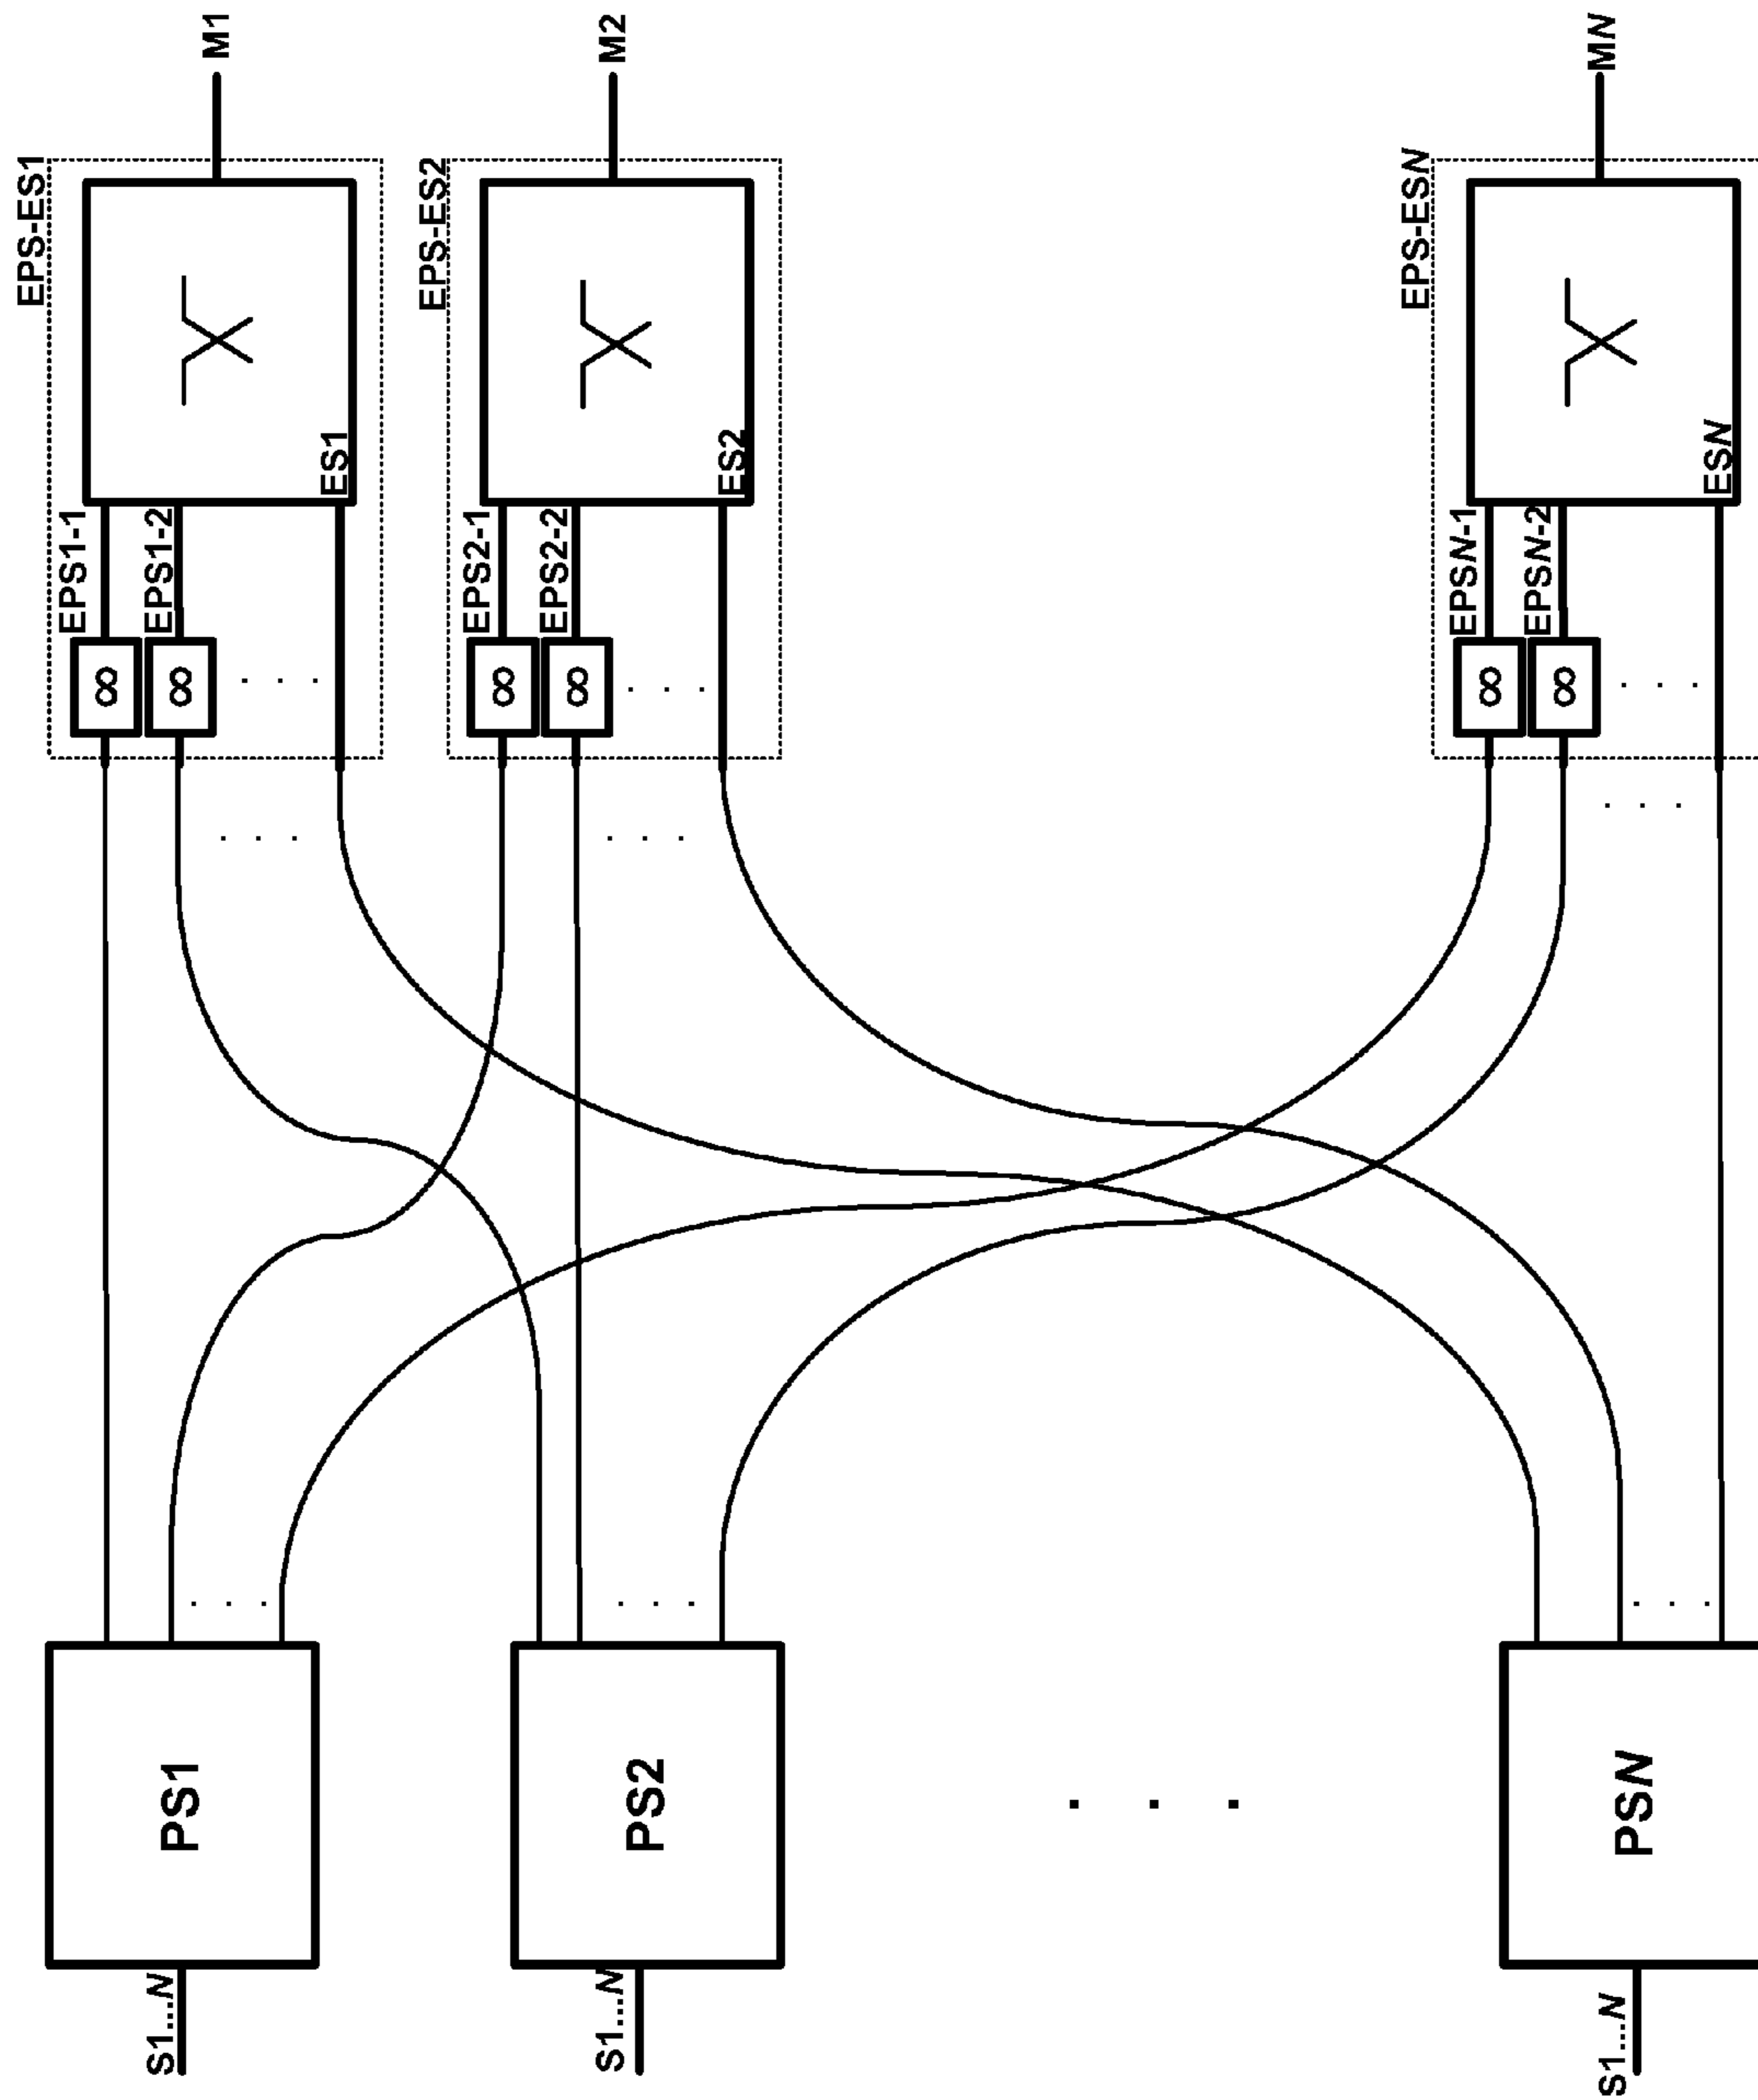 M1
M2
MN
EPS-ES1
EPS-ES2
EPS-ESN
ES1
ES2
ESN
EPS1-1
EPS1-2
EPS2-1
EPS2-2
EPSN-1
EPSN-2
∞
∞
∞
∞
∞
∞
. . .
. . .
. . .
. . .
. . .
. . .
. . .
. . .
. . .
PS1
PS2
. . .
PSN
S1...N
S1...N
S1...N